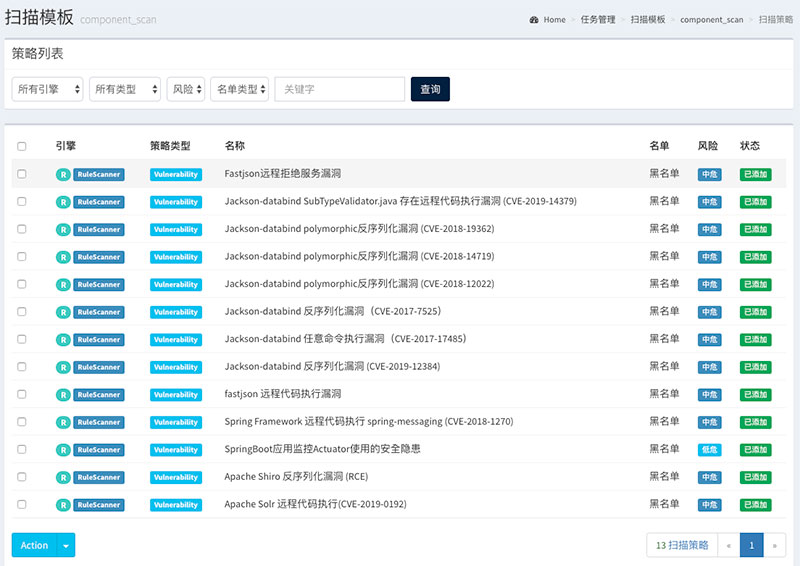 扫描模板 component_scan
Home > 任务管理 > 扫描模板 > component_scan > 扫描策略
策略列表
所有引擎 所有类型 风险 名单类型 关键字 查询
引擎 策略类型 名称 名单 风险 状态
R RuleScanner Vulnerability Fastjson远程拒绝服务漏洞 黑名单 中危 已添加
R RuleScanner Vulnerability Jackson-databind SubTypeValidator.java 存在远程代码执行漏洞 (CVE-2019-14379) 黑名单 中危 已添加
R RuleScanner Vulnerability Jackson-databind polymorphic反序列化漏洞 (CVE-2018-19362) 黑名单 中危 已添加
R RuleScanner Vulnerability Jackson-databind polymorphic反序列化漏洞 (CVE-2018-14719) 黑名单 中危 已添加
R RuleScanner Vulnerability Jackson-databind polymorphic反序列化漏洞 (CVE-2018-12022) 黑名单 中危 已添加
R RuleScanner Vulnerability Jackson-databind 反序列化漏洞（CVE-2017-7525） 黑名单 中危 已添加
R RuleScanner Vulnerability Jackson-databind 任意命令执行漏洞（CVE-2017-17485） 黑名单 中危 已添加
R RuleScanner Vulnerability Jackson-databind 反序列化漏洞 (CVE-2019-12384) 黑名单 中危 已添加
R RuleScanner Vulnerability fastjson 远程代码执行漏洞 黑名单 中危 已添加
R RuleScanner Vulnerability Spring Framework 远程代码执行 spring-messaging (CVE-2018-1270) 黑名单 中危 已添加
R RuleScanner Vulnerability SpringBoot应用监控Actuator使用的安全隐患 黑名单 低危 已添加
R RuleScanner Vulnerability Apache Shiro 反序列化漏洞 (RCE) 黑名单 中危 已添加
R RuleScanner Vulnerability Apache Solr 远程代码执行(CVE-2019-0192) 黑名单 中危 已添加
Action 13 扫描策略 « 1 »